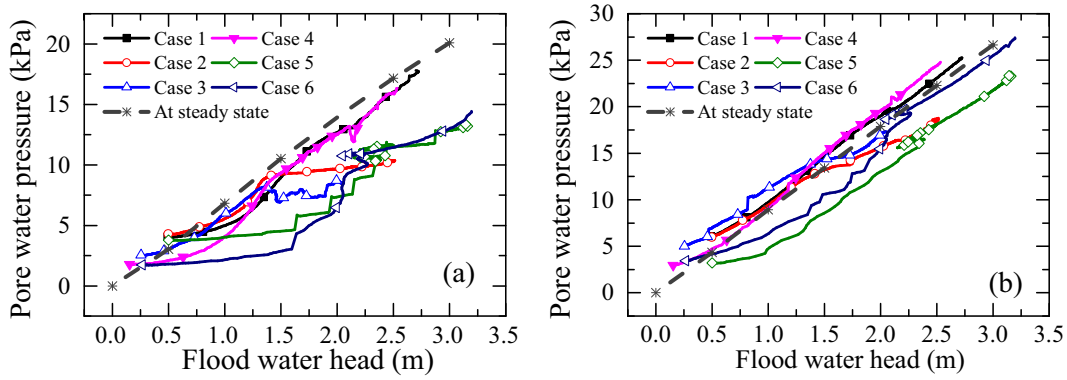 Pore water pressure (kPa)
20
15
10
5
0
Case 1 Case 4
Case 2 Case 5
Case 3 Case 6
At steady state
(a)
0.0 0.5 1.0 1.5 2.0 2.5 3.0 3.5
Flood water head (m)
Pore water pressure (kPa)
30
25
20
15
10
5
0
Case 1 Case 4
Case 2 Case 5
Case 3 Case 6
At steady state
(b)
0.0 0.5 1.0 1.5 2.0 2.5 3.0 3.5
Flood water head (m)